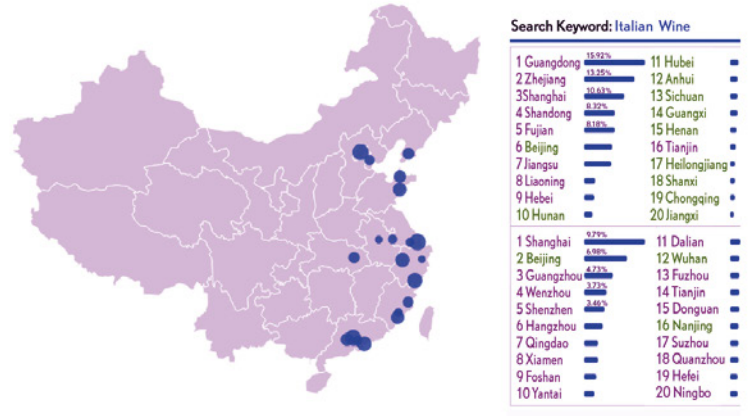 Search Keyword: Italian Wine
15.92%
1 Guangdong
13.25%
2 Zhejiang
10.63%
3Shanghai
8.32%
4 Shandong
8.18%
5 Fujian
6 Beijing
7 Jiangsu
8 Liaoning
9 Hebei
10 Hunan
11 Hubei
12 Anhui
13 Sichuan
14 Guangxi
15 Henan
16 Tianjin
17 Heilongjiang
18 Shanxi
19 Chongqing
20 Jiangxi
9.79%
1 Shanghai
6.98%
2 Beijing
4.73%
3 Guangzhou
3.73%
4 Wenzhou
3.46%
5 Shenzhen
6 Hangzhou
7 Qingdao
8 Xiamen
9 Foshan
10 Yantai
11 Dalian
12 Wuhan
13 Fuzhou
14 Tianjin
15 Donguan
16 Nanjing
17 Suzhou
18 Quanzhou
19 Hefei
20 Ningbo